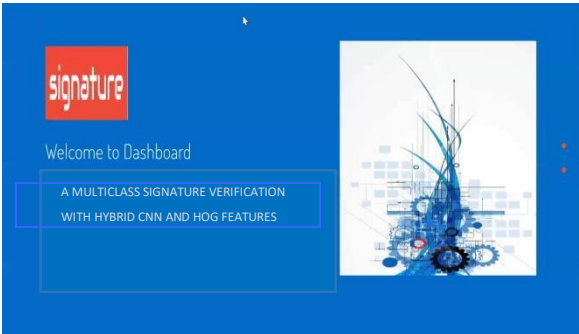 signature
Welcome to Dashboard
A MULTICLASS SIGNATURE VERIFICATION
WITH HYBRID CNN AND HOG FEATURES